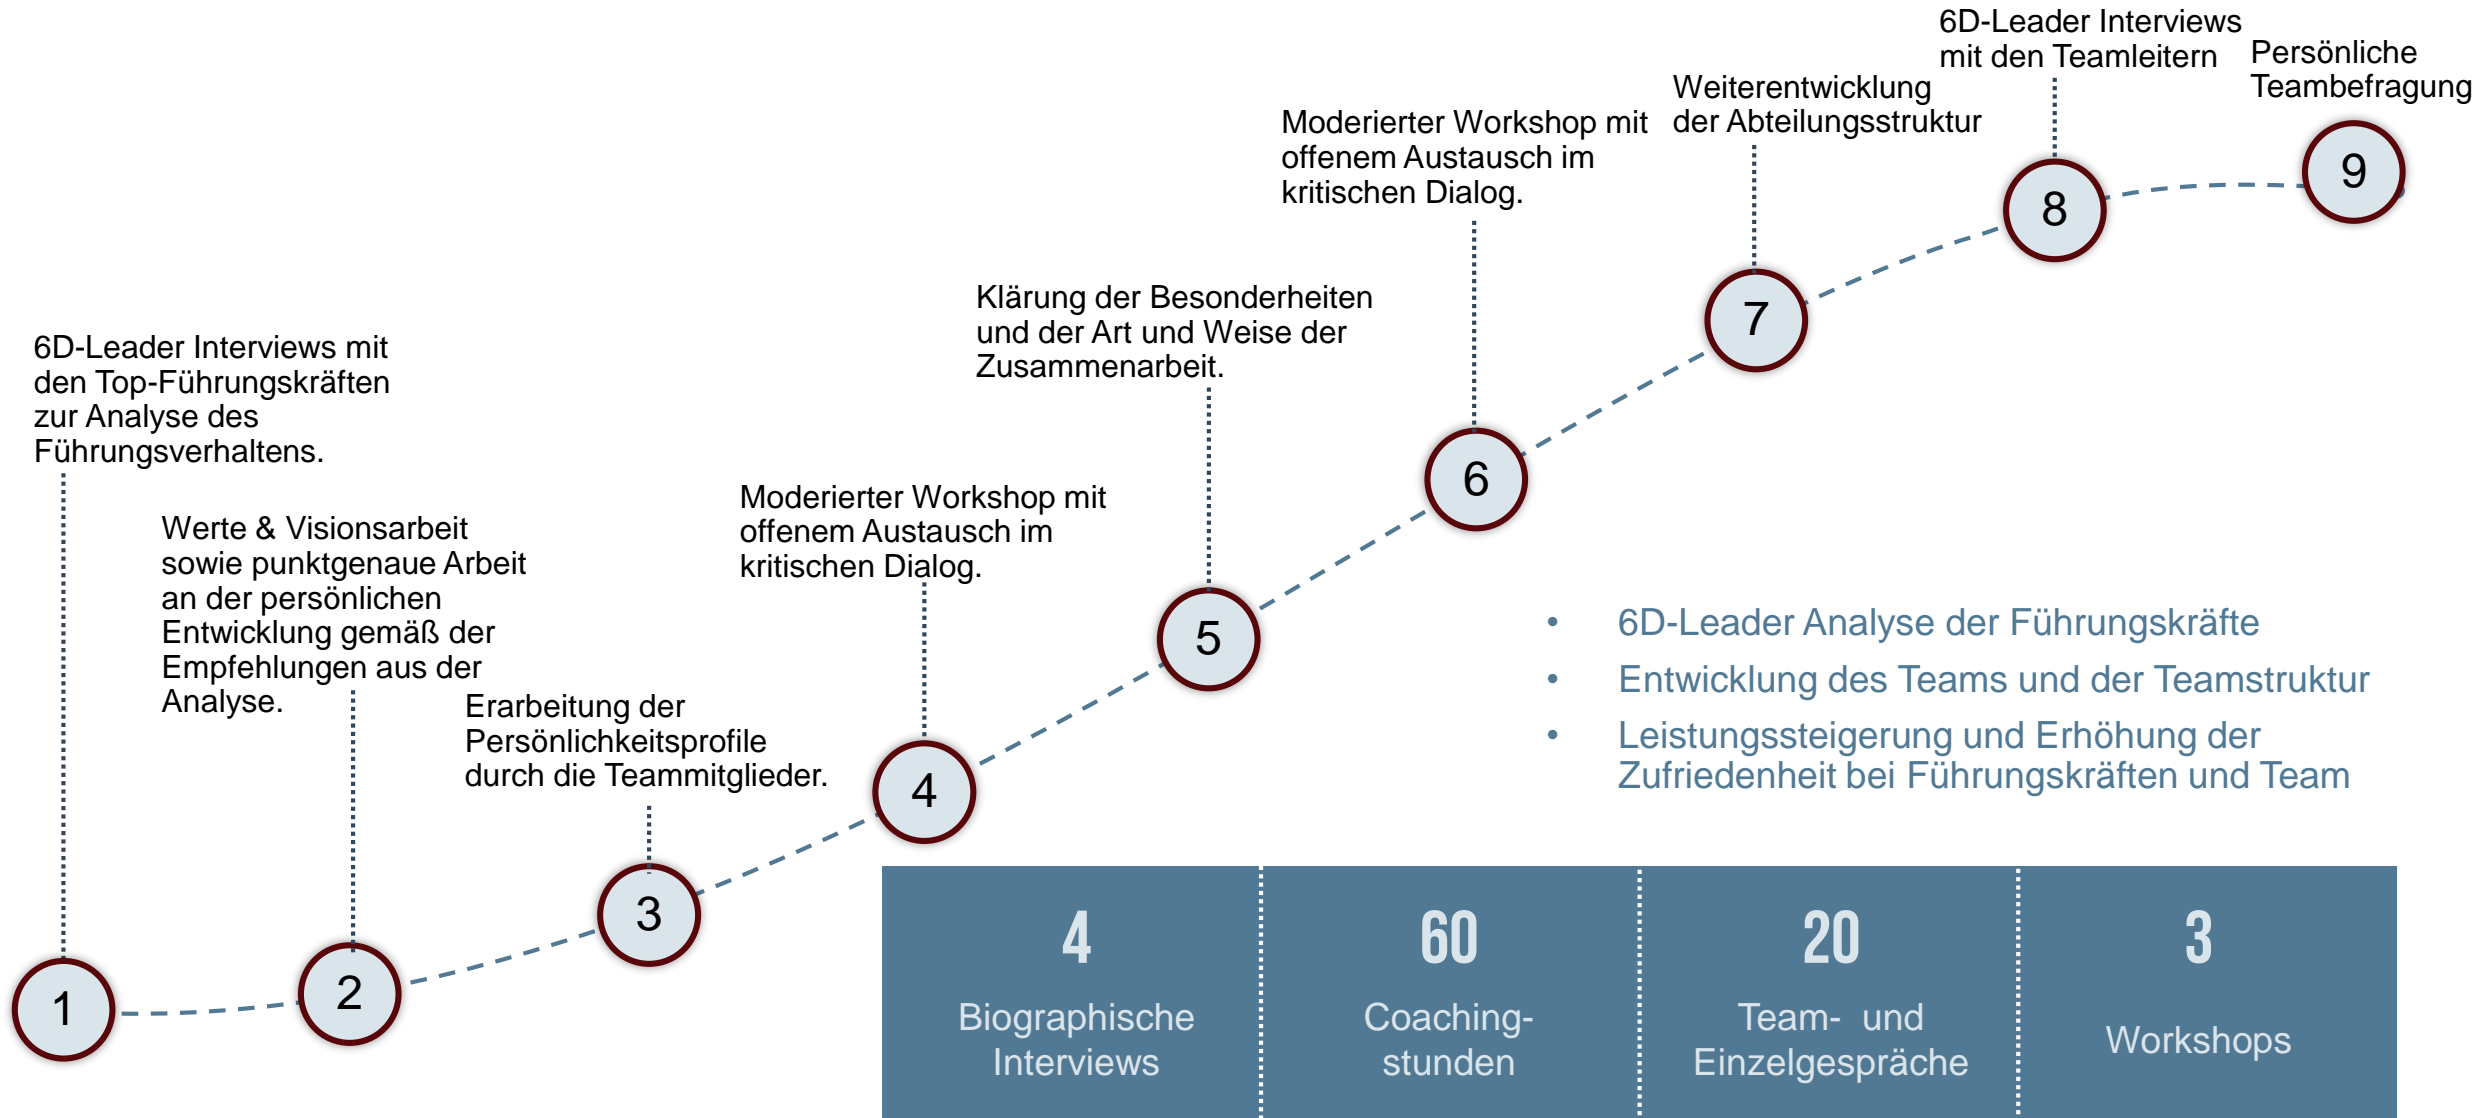 6D-Leader Interviews mit
den Top-Führungskräften
zur Analyse des
Führungsverhaltens.
1
Werte & Visionsarbeit
sowie punktgenaue Arbeit
an der persönlichen
Entwicklung gemäß der
Empfehlungen aus der
Analyse.
2
Erarbeitung der
Persönlichkeitsprofile
durch die Teammitglieder.
3
Moderierter Workshop mit
offenem Austausch im
kritischen Dialog.
4
Klärung der Besonderheiten
und der Art und Weise der
Zusammenarbeit.
5
Moderierter Workshop mit
offenem Austausch im
kritischen Dialog.
6
Weiterentwicklung
der Abteilungsstruktur
7
6D-Leader Interviews
mit den Teamleitern
8
Persönliche
Teambefragung
9
• 6D-Leader Analyse der Führungskräfte
• Entwicklung des Teams und der Teamstruktur
• Leistungssteigerung und Erhöhung der
Zufriedenheit bei Führungskräften und Team
4
Biographische
Interviews
60
Coaching-
stunden
20
Team- und
Einzelgespräche
3
Workshops